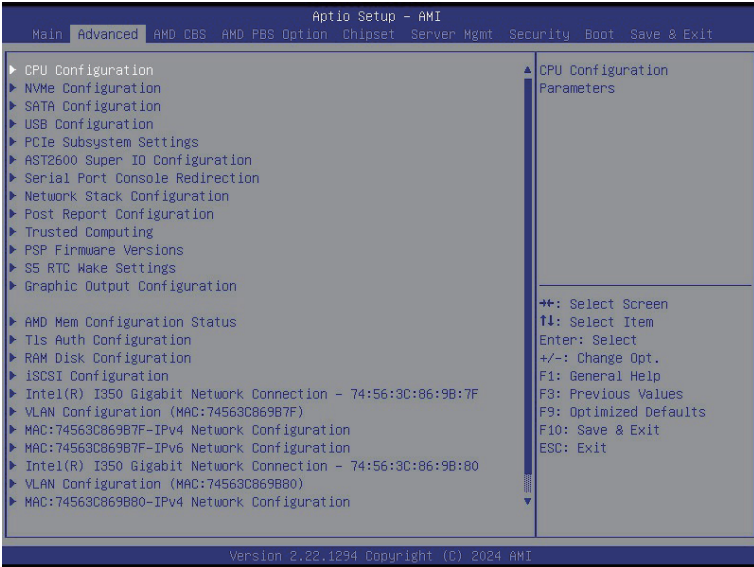 Aptio Setup – AMI
Main Advanced AMD CBS AMD PBS Option Chipset Server Mgmt Security Boot Save & Exit
CPU Configuration
NVMe Configuration
SATA Configuration
USB Configuration
PCIe Subsystem Settings
AST2600 Super IO Configuration
Serial Port Console Redirection
Network Stack Configuration
Post Report Configuration
Trusted Computing
PSP Firmware Versions
S5 RTC Wake Settings
Graphic Output Configuration
AMD Mem Configuration Status
Tls Auth Configuration
RAM Disk Configuration
iSCSI Configuration
Intel(R) I350 Gigabit Network Connection – 74:56:3C:86:9B:7F
VLAN Configuration (MAC:74563C869B7F)
MAC:74563C869B7F-IPv4 Network Configuration
MAC:74563C869B7F-IPv6 Network Configuration
Intel(R) I350 Gigabit Network Connection – 74:56:3C:86:9B:80
VLAN Configuration (MAC:74563C869B80)
MAC:74563C869B80-IPv4 Network Configuration
CPU Configuration
Parameters
→←: Select Screen
↑↓: Select Item
Enter: Select
+/-: Change Opt.
F1: General Help
F3: Previous Values
F9: Optimized Defaults
F10: Save & Exit
ESC: Exit
Version 2.22.1294 Copyright (C) 2024 AMI